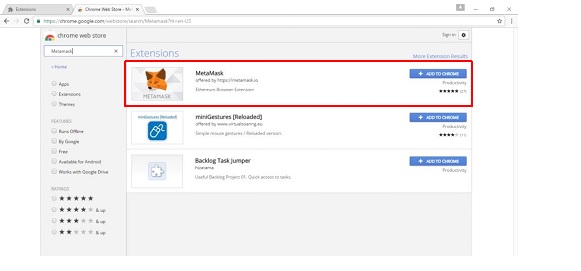 Extensions
Chrome Web Store - Me
https://chrome.google.com/webstore/search/Metamask?hl=en-US
chrome web store
Sign in
Metamask
Extensions
More Extension Results
< Home
MetaMask
offered by https://metamask.io
Ethereum Browser Extension
METAMASK
+ ADD TO CHROME
Productivity
Apps
Extensions
Themes
FEATURES
Runs Offline
By Google
Free
Available for Android
Works with Google Drive
miniGestures [Reloaded]
miniGestures [Reloaded]
offered by www.virtualsoaring.eu
Simple mouse gestures / Reloaded version.
+ ADD TO CHROME
Productivity
Backlog Task Jumper
Useful Backlog Project 01. Quick access to tasks.
+ ADD TO CHROME
Productivity
RATINGS
& up
& up
& up